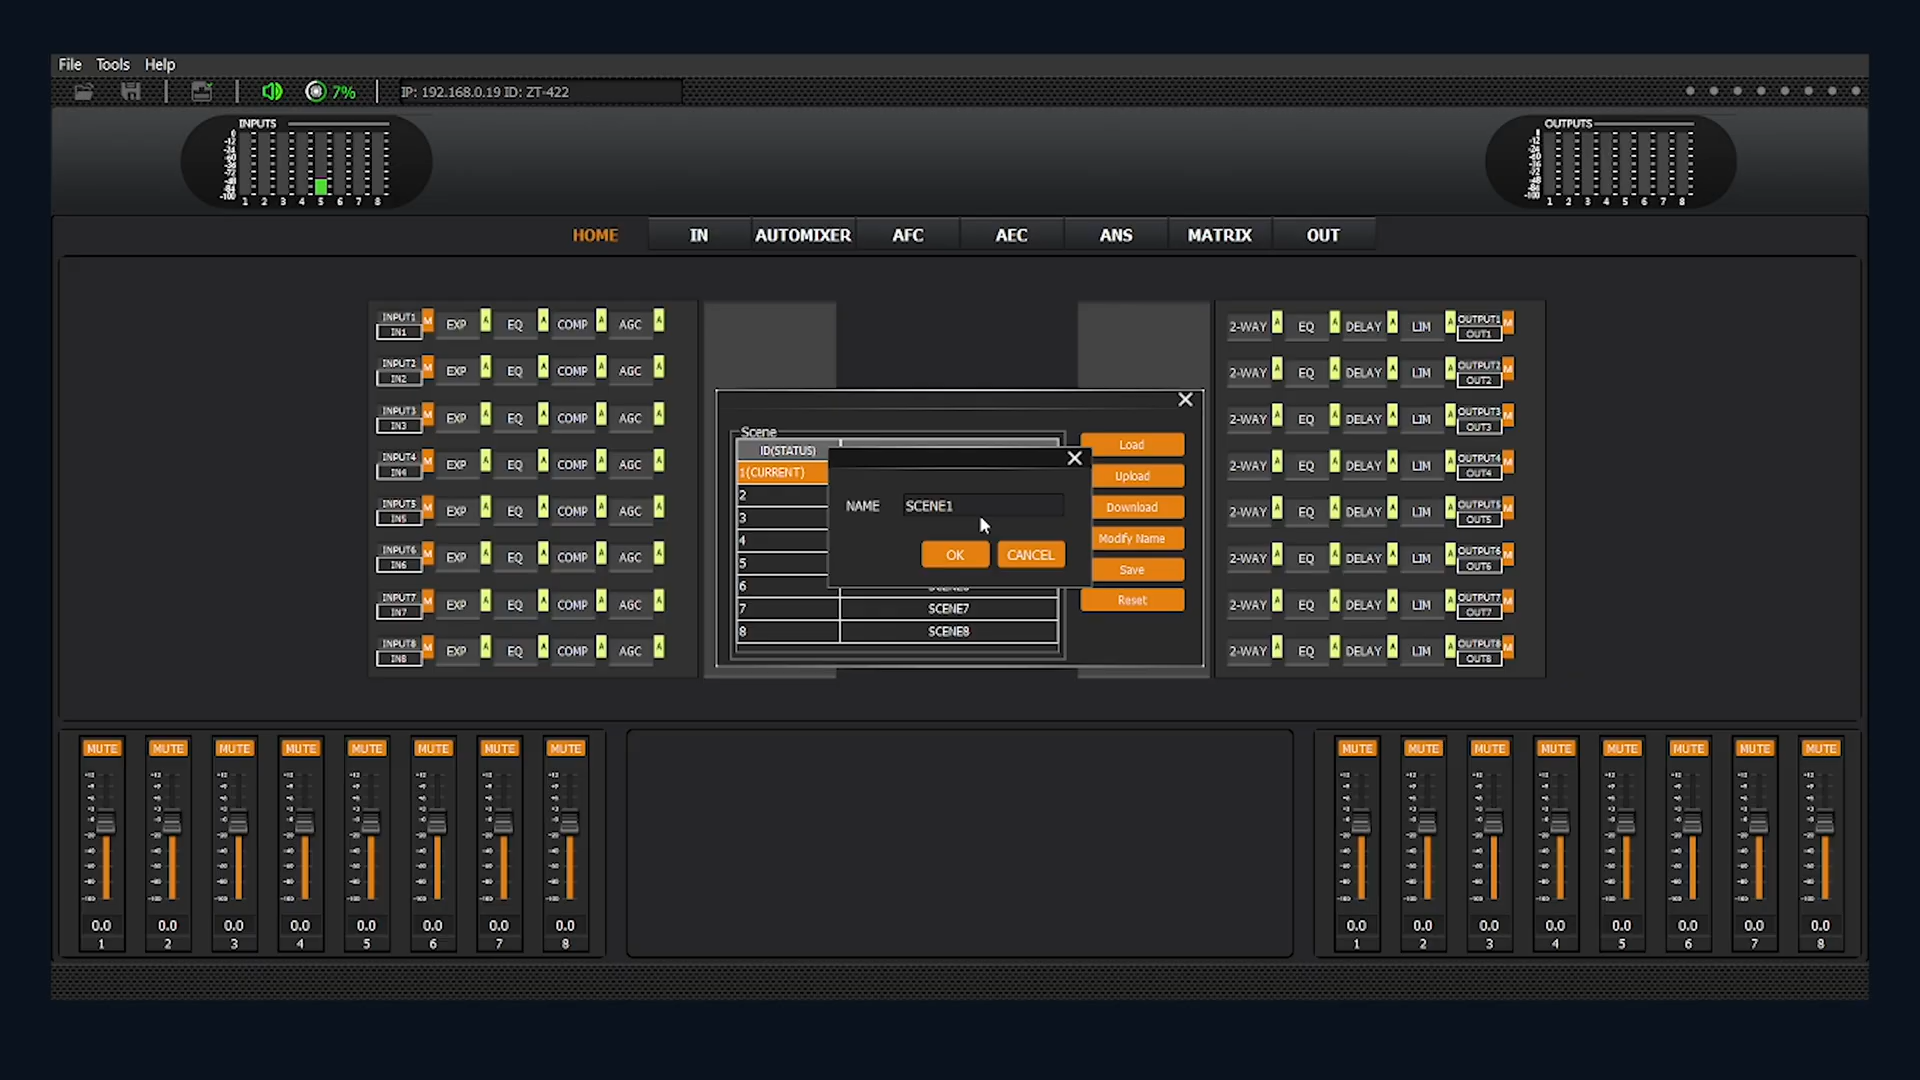 File Tools Help
7% IP: 192.168.0.19 ID: ZT-422
INPUTS
1 2 3 4 5 6 7 8
OUTPUTS
1 2 3 4 5 6 7 8
HOME IN AUTOMIXER AFC AEC ANS MATRIX OUT
INPUT1 M EXP A EQ A COMP A AGC A
IN1
INPUT2 M EXP A EQ A COMP A AGC A
IN2
INPUT3 M EXP A EQ A COMP A AGC A
IN3
INPUT4 M EXP A EQ A COMP A AGC A
IN4
INPUT5 M EXP A EQ A COMP A AGC A
IN5
INPUT6 M EXP A EQ A COMP A AGC A
IN6
INPUT7 M EXP A EQ A COMP A AGC A
IN7
INPUT8 M EXP A EQ A COMP A AGC A
IN8
Scene
ID(STATUS)
1(CURRENT)
2
3
4
5
6
7 SCENE7
8 SCENE8
NAME SCENE1
OK CANCEL
Load
Upload
Download
Modify Name
Save
Reset
2-WAY A EQ A DELAY A LIM A OUTPUT1 M
OUT1
2-WAY A EQ A DELAY A LIM A OUTPUT2 M
OUT2
2-WAY A EQ A DELAY A LIM A OUTPUT3 M
OUT3
2-WAY A EQ A DELAY A LIM A OUTPUT4 M
OUT4
2-WAY A EQ A DELAY A LIM A OUTPUT5 M
OUT5
2-WAY A EQ A DELAY A LIM A OUTPUT6 M
OUT6
2-WAY A EQ A DELAY A LIM A OUTPUT7 M
OUT7
2-WAY A EQ A DELAY A LIM A OUTPUT8 M
OUT8
MUTE MUTE MUTE MUTE MUTE MUTE MUTE MUTE
0.0 0.0 0.0 0.0 0.0 0.0 0.0 0.0
1 2 3 4 5 6 7 8
MUTE MUTE MUTE MUTE MUTE MUTE MUTE MUTE
0.0 0.0 0.0 0.0 0.0 0.0 0.0 0.0
1 2 3 4 5 6 7 8